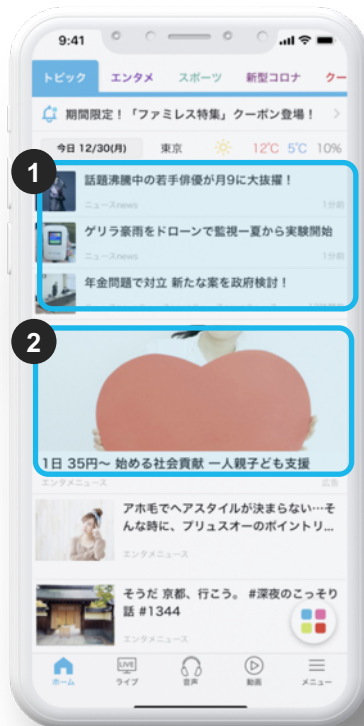 9:41
トピック エンタメ スポーツ 新型コロナ クー
期間限定！「ファミレス特集」クーポン登場！
今日 12/30(月) 東京 12℃ 5℃ 10%
1
話題沸騰中の若手俳優が月9に大抜擢！
ニュースnews 1分前
ゲリラ豪雨をドローンで監視ー夏から実験開始
ニュースnews 1分前
年金問題で対立 新たな案を政府検討！
2
1日 35円〜 始める社会貢献 一人親子ども支援
エンタメニュース 広告
アホ毛でヘアスタイルが決まらない…そ
んな時に、プリュスオーのポイントリ...
エンタメニュース
そうだ 京都、行こう。 #深夜のこっそり
話 #1344
エンタメニュース
LIVE
ホーム ライブ 音声 動画 メニュー